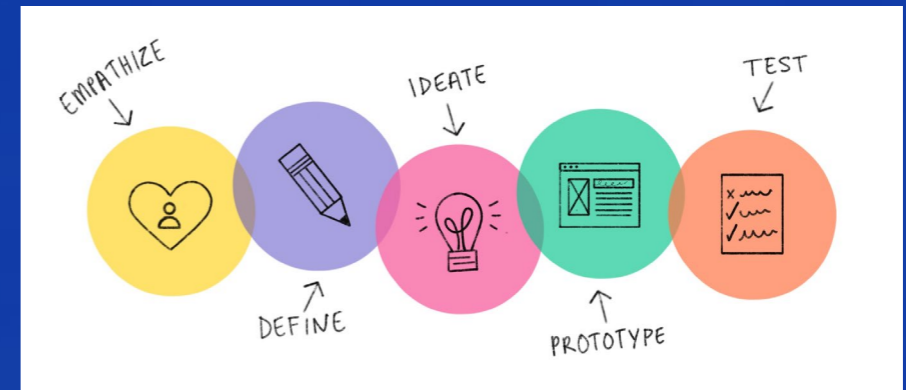 EMPATHIZE
DEFINE
IDEATE
PROTOTYPE
TEST